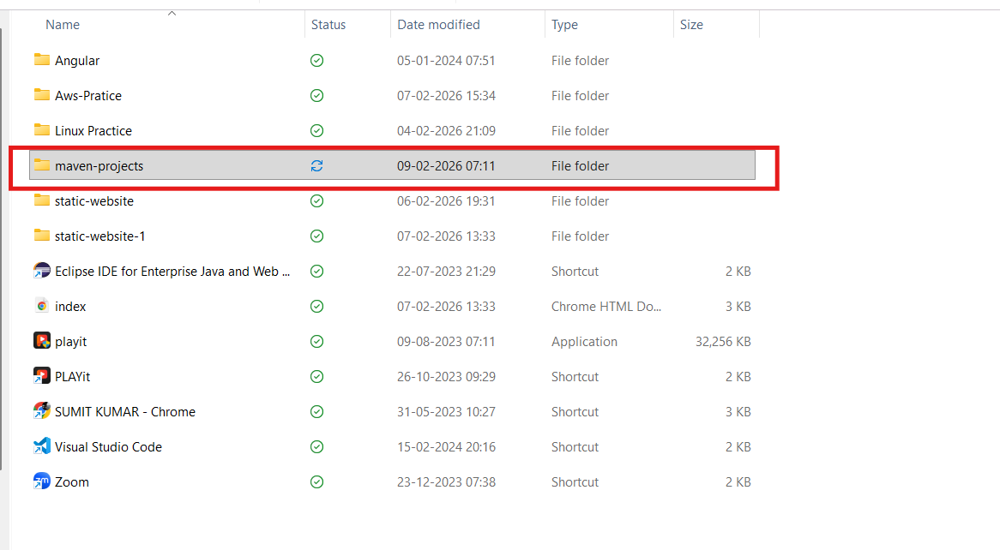 Name Status Date modified Type Size
Angular 05-01-2024 07:51 File folder
Aws-Pratice 07-02-2026 15:34 File folder
Linux Practice 04-02-2026 21:09 File folder
maven-projects 09-02-2026 07:11 File folder
static-website 06-02-2026 19:31 File folder
static-website-1 07-02-2026 13:33 File folder
Eclipse IDE for Enterprise Java and Web ... 22-07-2023 21:29 Shortcut 2 KB
index 07-02-2026 13:33 Chrome HTML Do... 3 KB
playit 09-08-2023 07:11 Application 32,256 KB
PLAYit 26-10-2023 09:29 Shortcut 2 KB
SUMIT KUMAR - Chrome 31-05-2023 10:27 Shortcut 3 KB
Visual Studio Code 15-02-2024 20:16 Shortcut 2 KB
Zoom 23-12-2023 07:38 Shortcut 2 KB